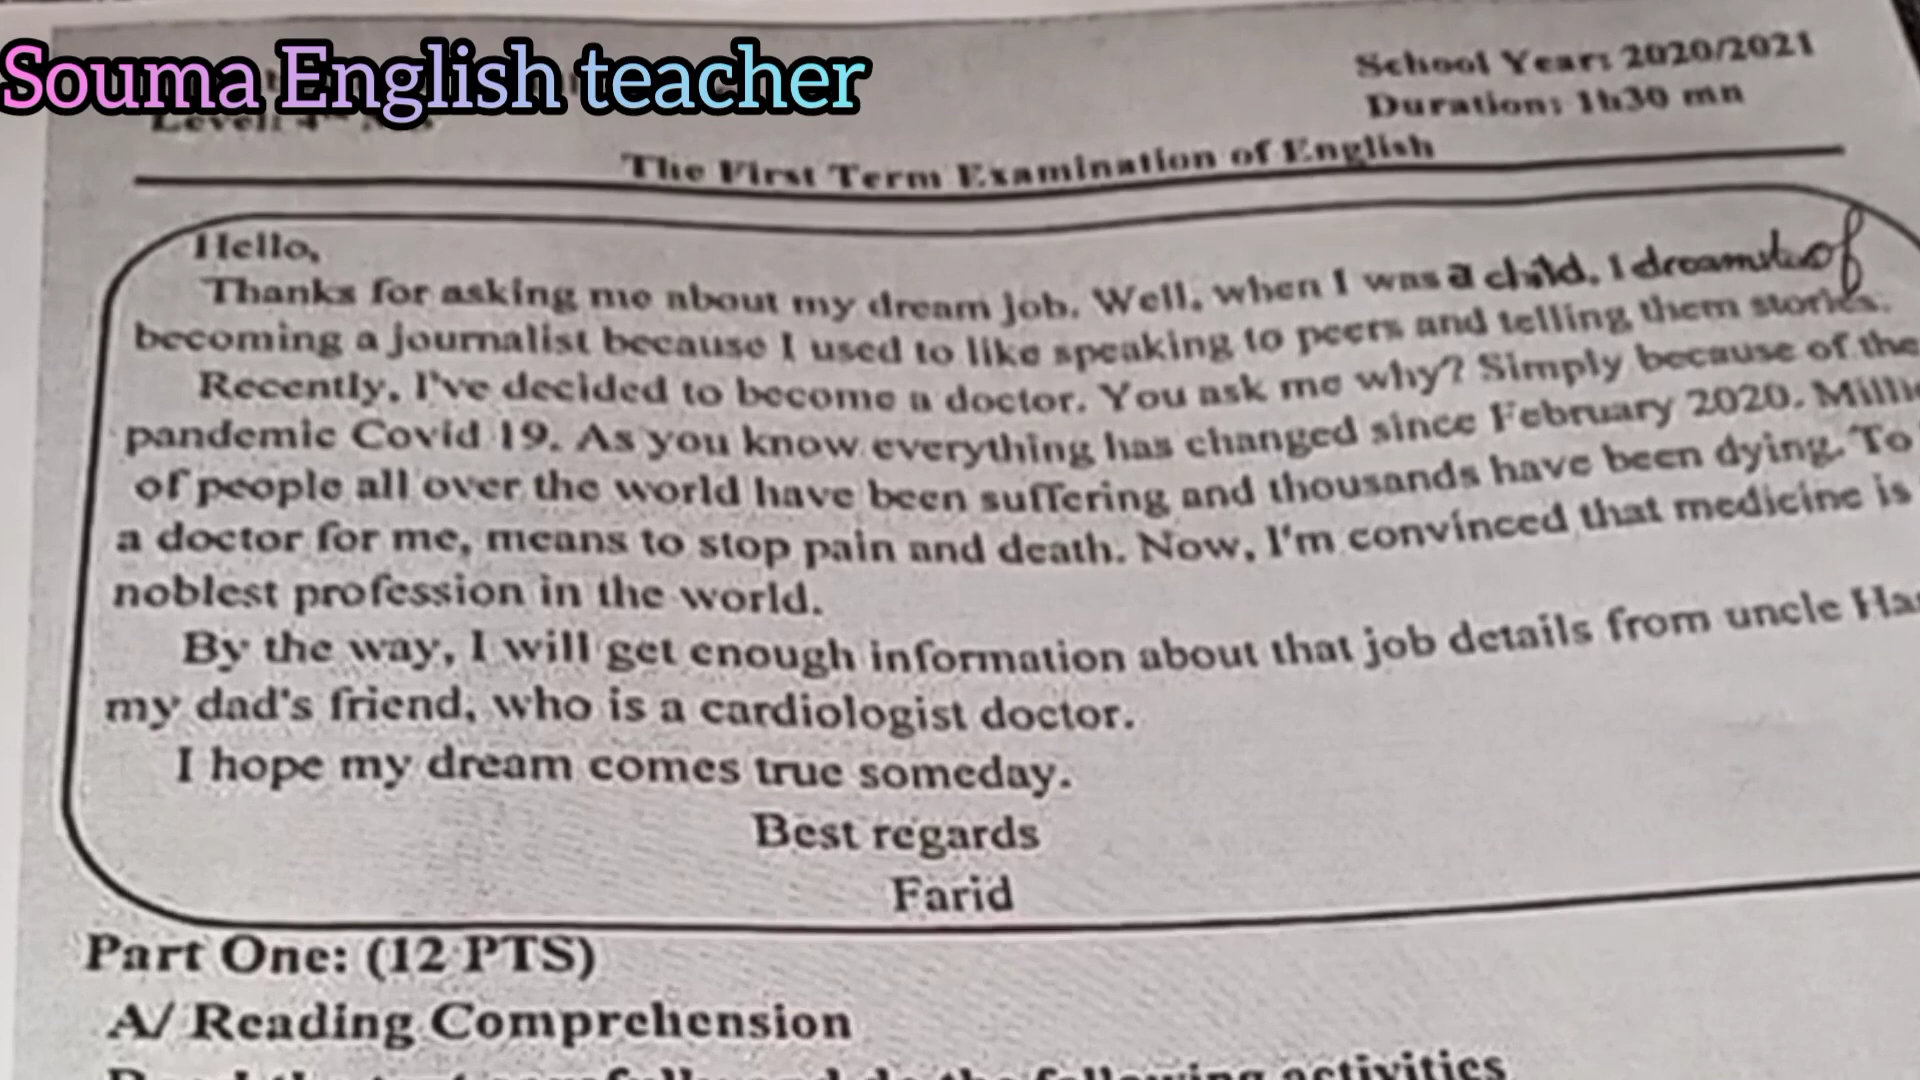 Souma English teacher
School Year: 2020/2021
Level: 4
Duration: 1h30 mn
The First Term Examination of English
Hello,
Thanks for asking me about my dream job. Well, when I was a child, I dreamt of
becoming a journalist because I used to like speaking to peers and telling them stories.
Recently, I've decided to become a doctor. You ask me why? Simply because of the
pandemic Covid 19. As you know everything has changed since February 2020.
of people all over the world have been suffering and thousands have been dying. To
a doctor for me, means to stop pain and death. Now, I'm convinced that medicine is
noblest profession in the world.
By the way, I will get enough information about that job details from uncle
my dad's friend, who is a cardiologist doctor.
I hope my dream comes true someday.
Best regards
Farid
Part One: (12 PTS)
A/ Reading Comprehension
the following activities